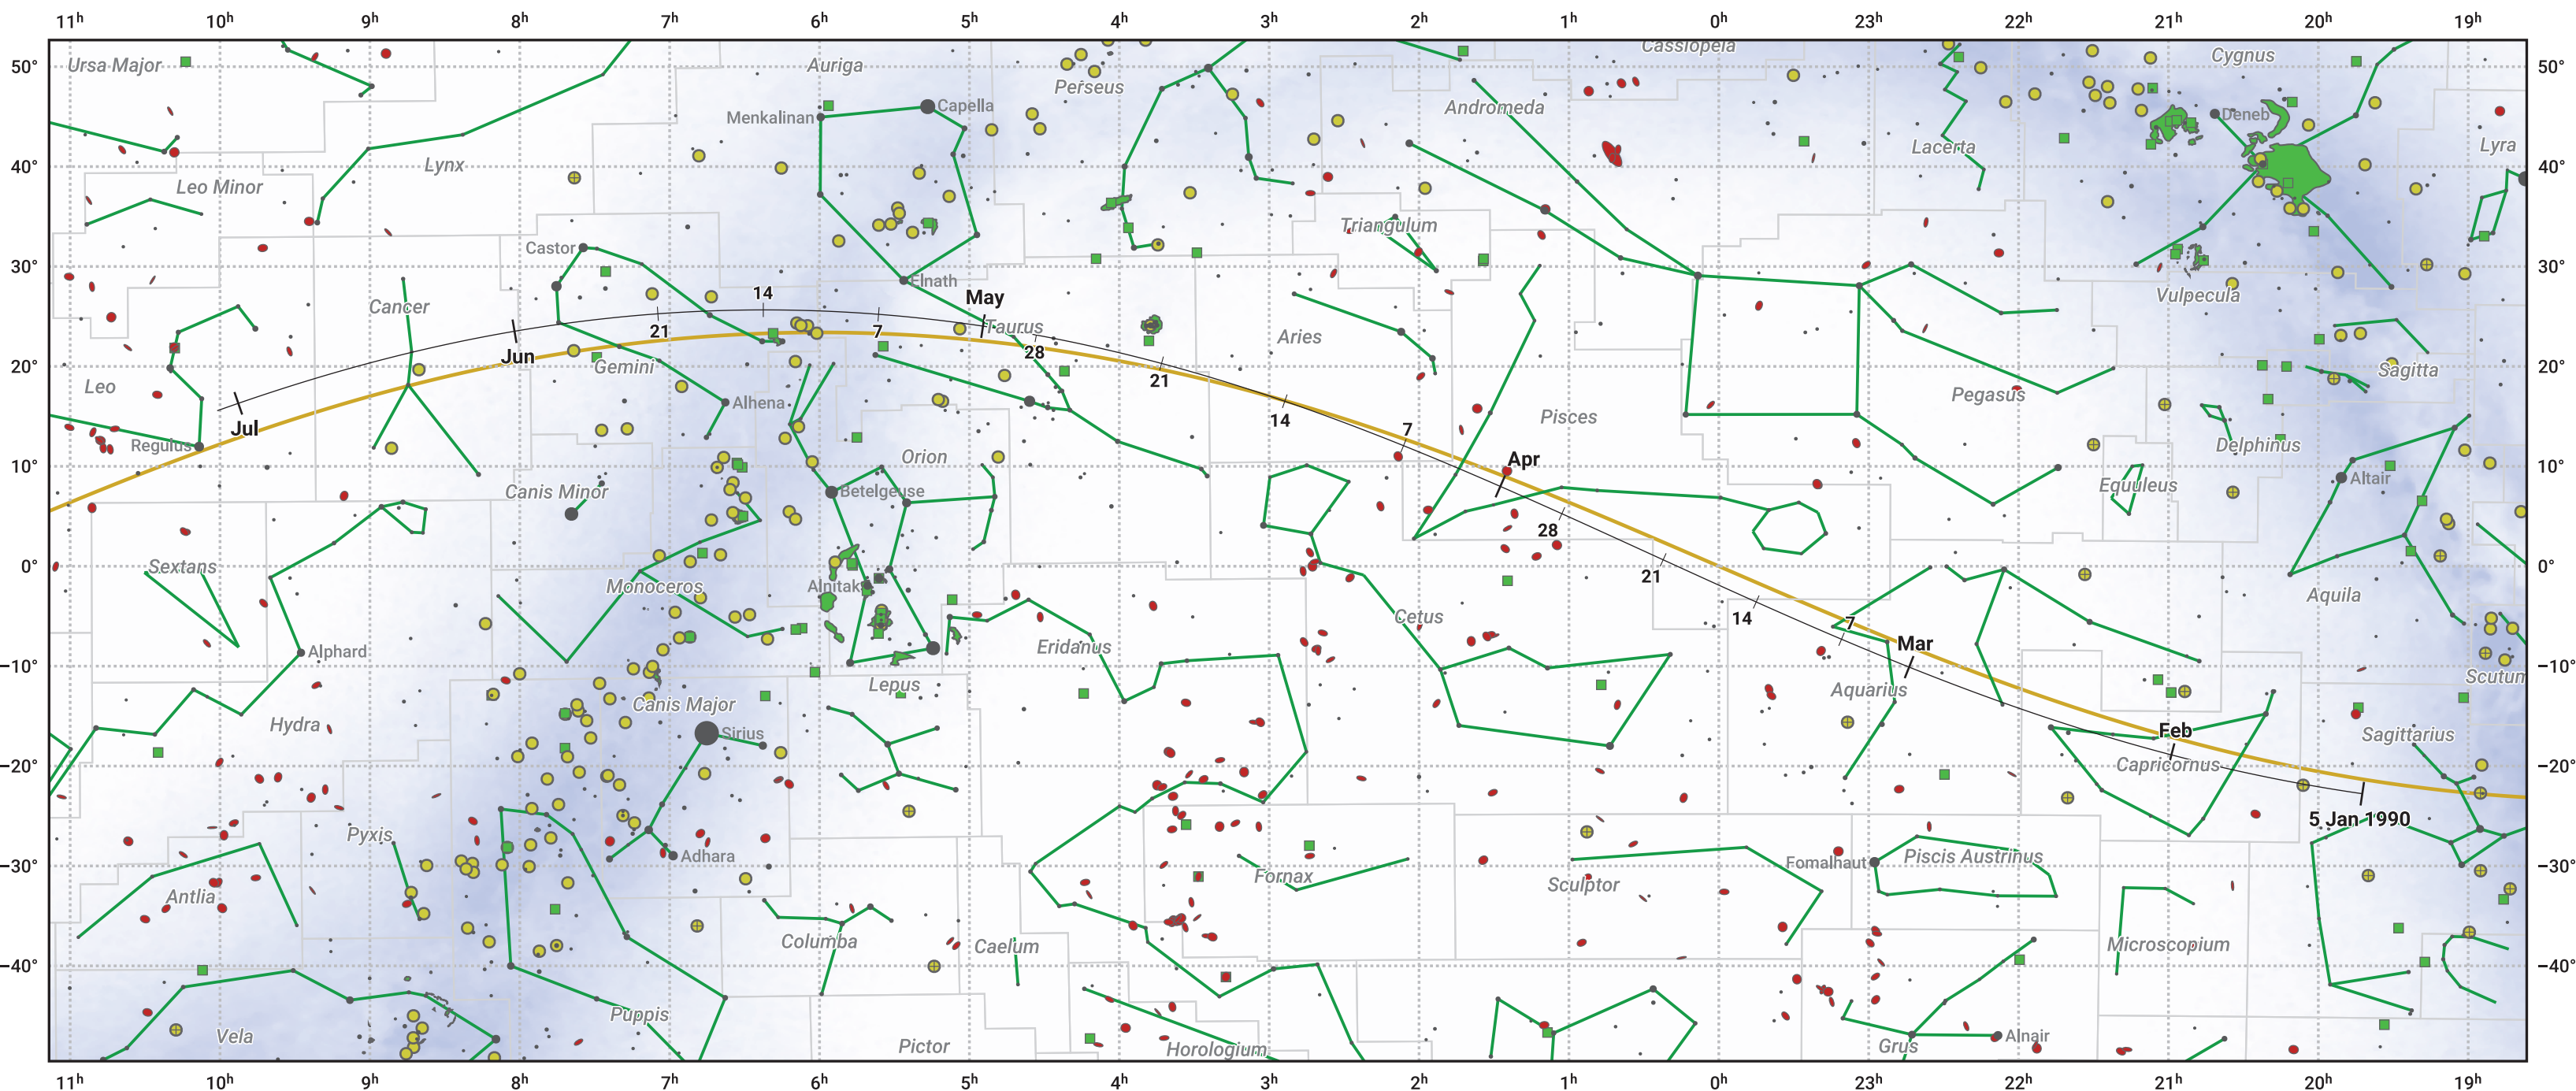 11ʰ 10ʰ 9ʰ 8ʰ 7ʰ 6ʰ 5ʰ 4ʰ 3ʰ 2ʰ 1ʰ 0ʰ 23ʰ 22ʰ 21ʰ 20ʰ 19ʰ
Cassiopeia
Cygnus
50° Ursa Major Auriga 50°
Perseus
Capella Andromeda
Menkalinan Deneb
Lacerta Lyra
40° Lynx 40°
Leo Minor
Triangulum
Castor
30° Elnath 30°
Vulpecula
14 May
Cancer
21 7 Taurus Aries
Jun 28
20° Gemini 20°
Sagitta
Leo 21
Pegasus
Alhena 14 Pisces
Jul 7
Regulus Delphinus
Orion Apr
10° 10°
Altair
Canis Minor Betelgeuse Equuleus
28
0° Sextans 0°
21
Monoceros Alnitak
Aquila
Cetus 14 7
Alphard Eridanus Mar
−10° −10°
Scutum
Lepus Aquarius
Canis Major
Hydra
Sirius Feb Sagittarius
−20° Capricornus −20°
5 Jan 1990
Pyxis
Adhara Fomalhaut Piscis Austrinus
−30° −30°
Fornax Sculptor
Antlia
Columba Caelum Microscopium
−40° −40°
Puppis
Vela Alnair
Pictor Horologium Grus
11ʰ 10ʰ 9ʰ 8ʰ 7ʰ 6ʰ 5ʰ 4ʰ 3ʰ 2ʰ 1ʰ 0ʰ 23ʰ 22ʰ 21ʰ 20ʰ 19ʰ